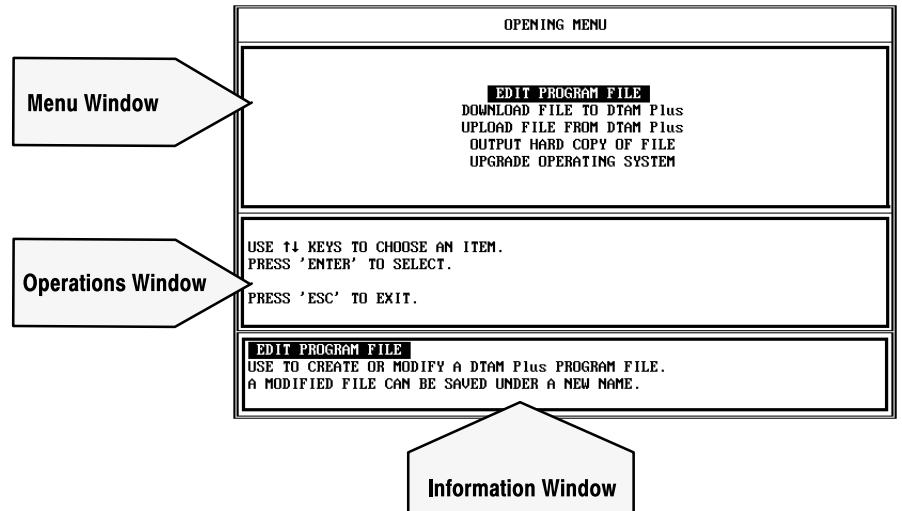 OPENING MENU
Menu Window
EDIT PROGRAM FILE
DOWNLOAD FILE TO DTAM Plus
UPLOAD FILE FROM DTAM Plus
OUTPUT HARD COPY OF FILE
UPGRADE OPERATING SYSTEM
Operations Window
USE ↑↓ KEYS TO CHOOSE AN ITEM.
PRESS 'ENTER' TO SELECT.
PRESS 'ESC' TO EXIT.
EDIT PROGRAM FILE
USE TO CREATE OR MODIFY A DTAM Plus PROGRAM FILE.
A MODIFIED FILE CAN BE SAVED UNDER A NEW NAME.
Information Window